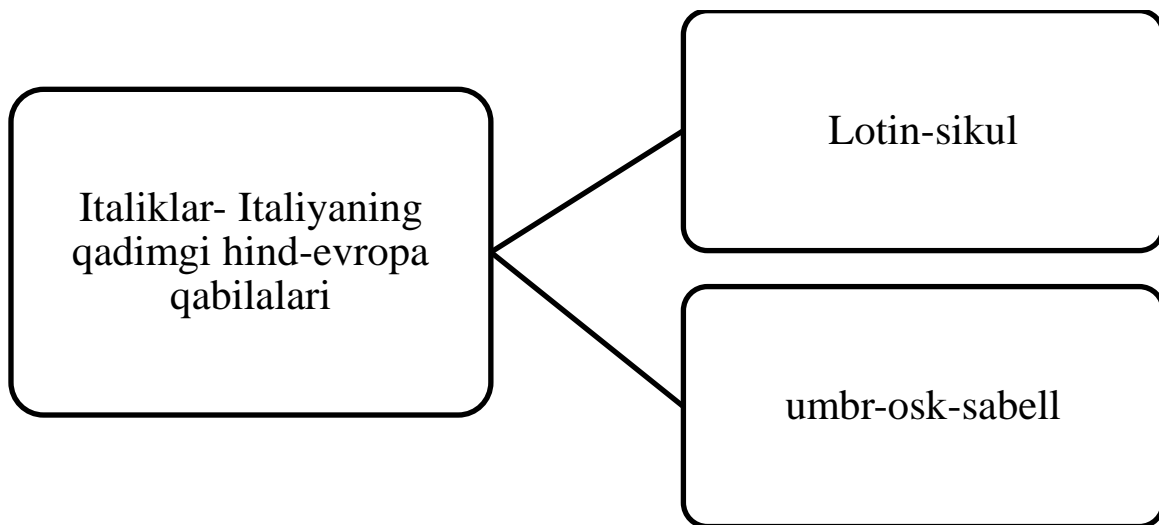 Italiklar- Italiyaning
qadimgi hind-evropa
qabilalari
Lotin-sikul
umbr-osk-sabell